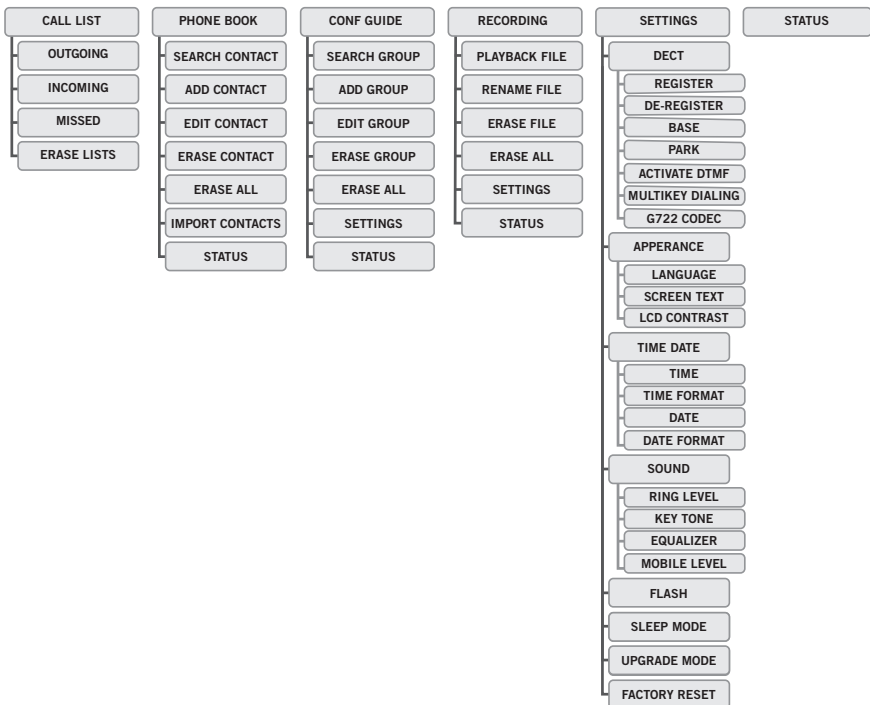 CALL LIST
OUTGOING
INCOMING
MISSED
ERASE LISTS
PHONE BOOK
SEARCH CONTACT
ADD CONTACT
EDIT CONTACT
ERASE CONTACT
ERASE ALL
IMPORT CONTACTS
STATUS
CONF GUIDE
SEARCH GROUP
ADD GROUP
EDIT GROUP
ERASE GROUP
ERASE ALL
SETTINGS
STATUS
RECORDING
PLAYBACK FILE
RENAME FILE
ERASE FILE
ERASE ALL
SETTINGS
STATUS
SETTINGS
DECT
REGISTER
DE-REGISTER
BASE
PARK
ACTIVATE DTMF
MULTIKEY DIALING
G722 CODEC
APPERANCE
LANGUAGE
SCREEN TEXT
LCD CONTRAST
TIME DATE
TIME
TIME FORMAT
DATE
DATE FORMAT
SOUND
RING LEVEL
KEY TONE
EQUALIZER
MOBILE LEVEL
FLASH
SLEEP MODE
UPGRADE MODE
FACTORY RESET
STATUS